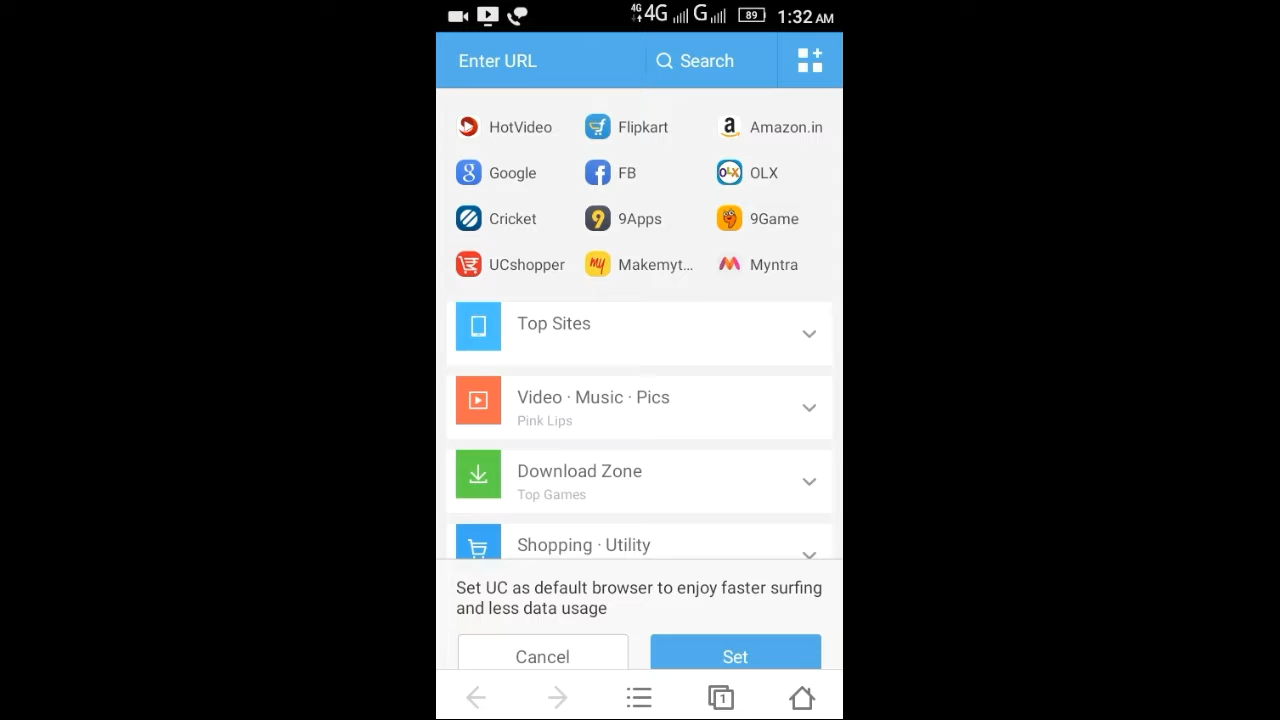 4G 4G G 89 1:32 AM
Enter URL Search
HotVideo Flipkart Amazon.in
Google FB OLX
Cricket 9Apps 9Game
UCshopper Makemyt... Myntra
Top Sites
Video · Music · Pics
Pink Lips
Download Zone
Top Games
Shopping · Utility
Set UC as default browser to enjoy faster surfing
and less data usage
Cancel Set
1